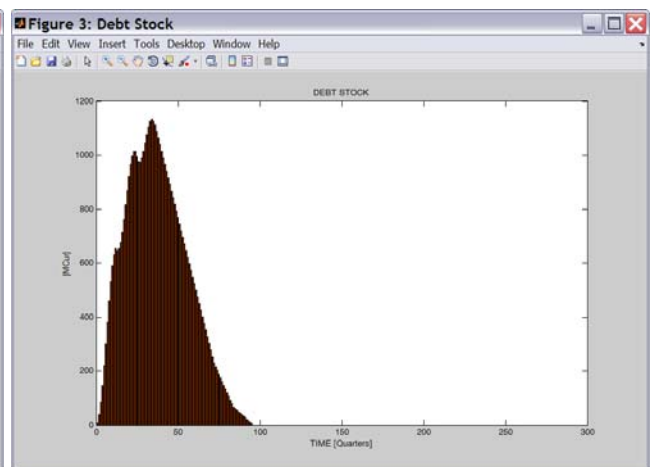 Figure 3: Debt Stock
File Edit View Insert Tools Desktop Window Help
DEBT STOCK
1200
1000
800
600
400
200
0
[MCur]
0 50 100 150 200 250 300
TIME [Quarters]